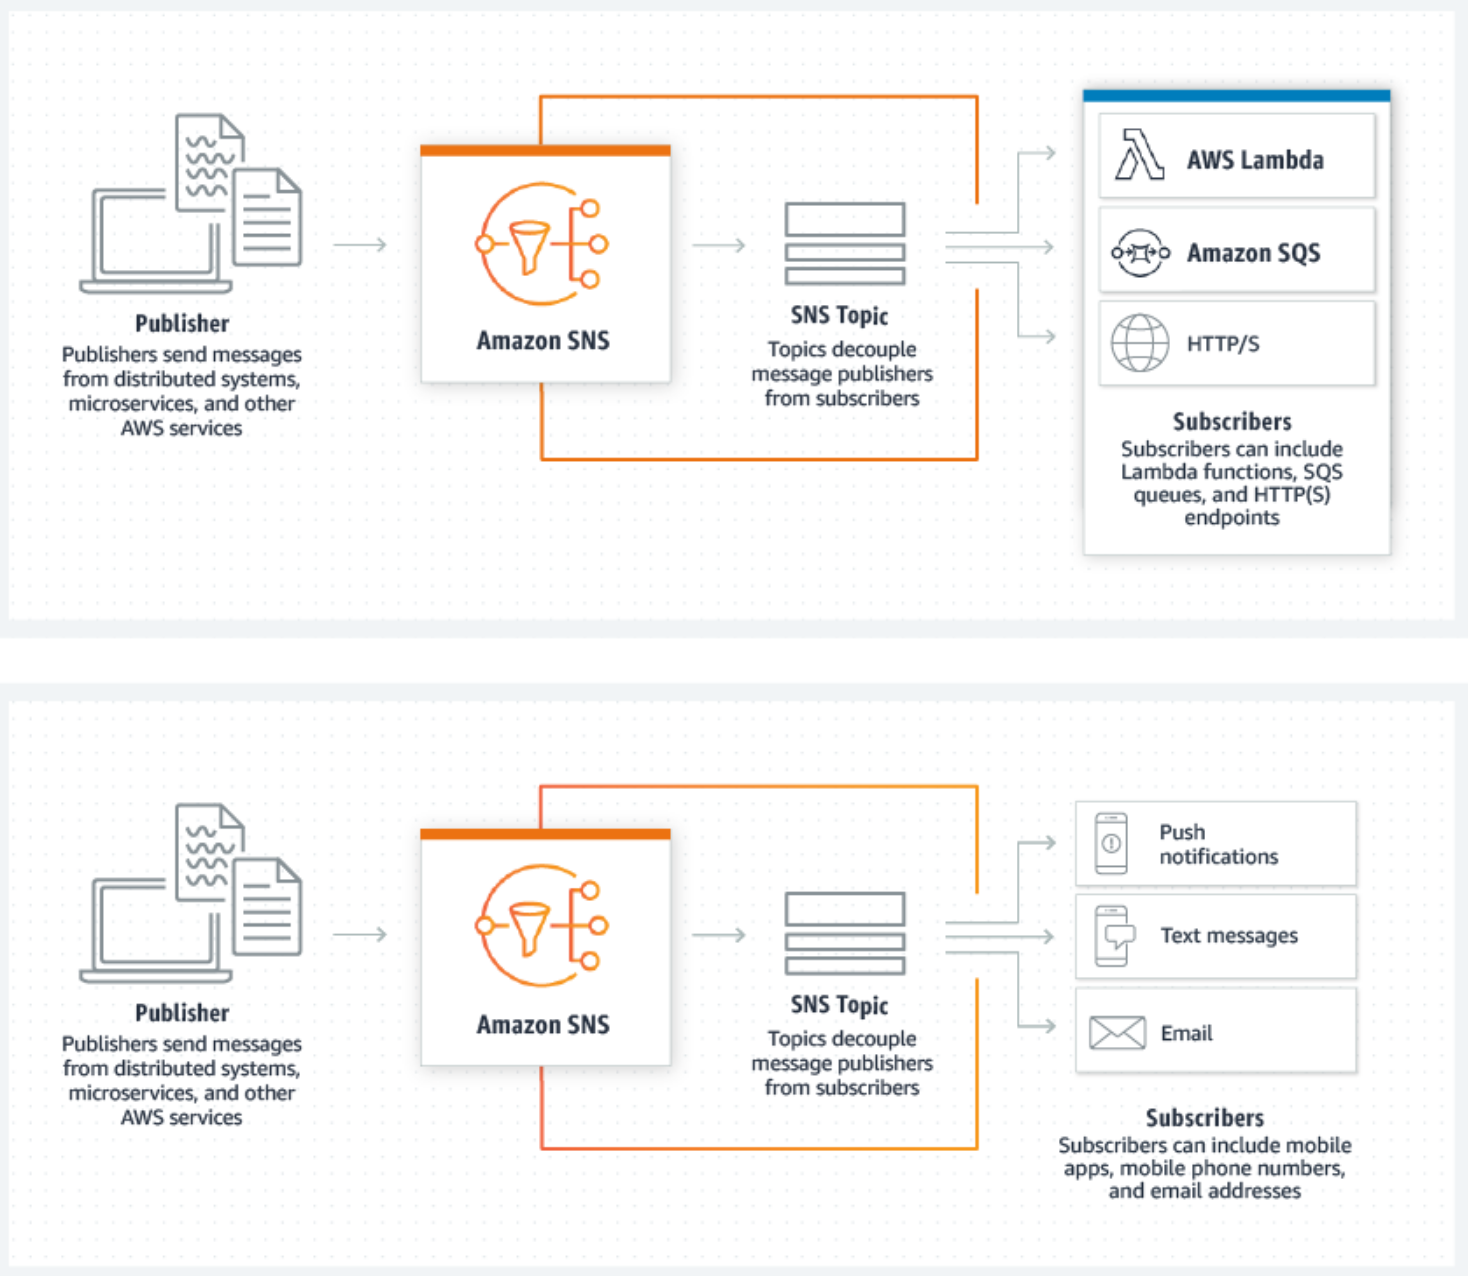 Publisher
Publishers send messages
from distributed systems,
microservices, and other
AWS services
Amazon SNS
SNS Topic
Topics decouple
message publishers
from subscribers
AWS Lambda
Amazon SQS
HTTP/S
Subscribers
Subscribers can include
Lambda functions, SQS
queues, and HTTP(S)
endpoints
Publisher
Publishers send messages
from distributed systems,
microservices, and other
AWS services
Amazon SNS
SNS Topic
Topics decouple
message publishers
from subscribers
Push
notifications
Text messages
Email
Subscribers
Subscribers can include mobile
apps, mobile phone numbers,
and email addresses